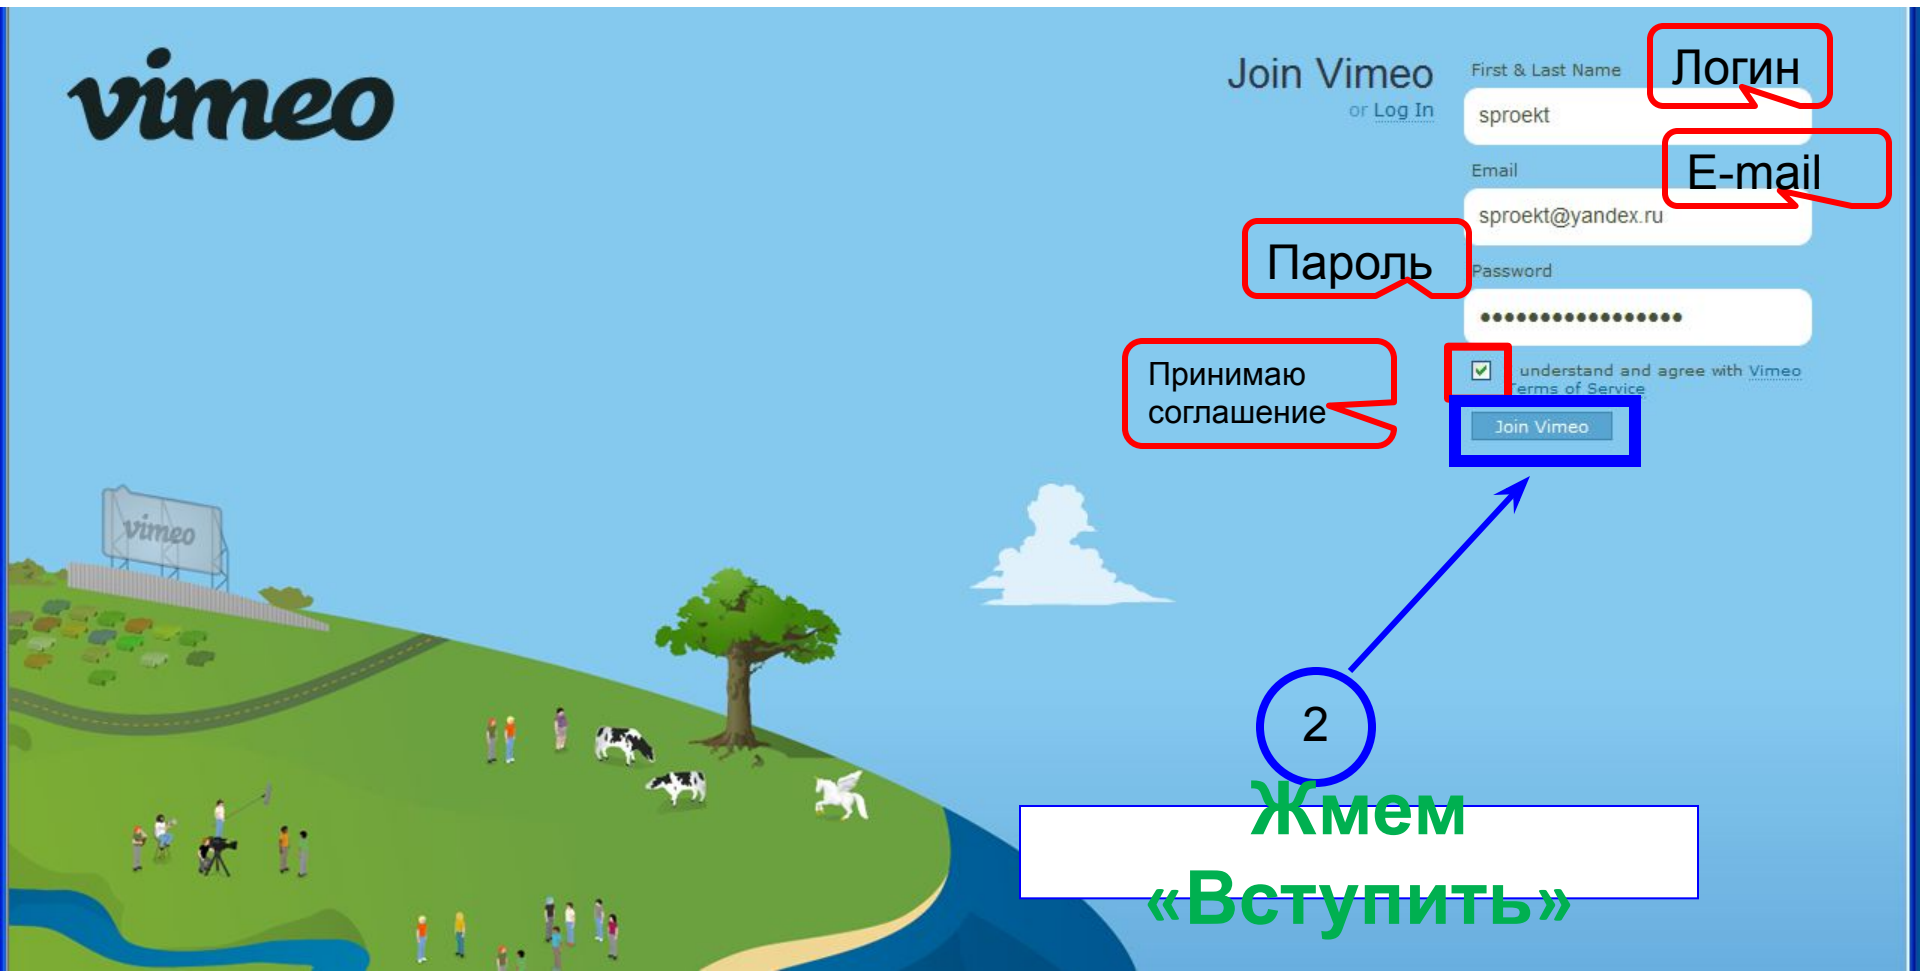 vimeo
Join Vimeo
or Log In
First & Last Name
Логин
sproekt
Email
E-mail
sproekt@yandex.ru
Пароль
Password
•••••••••••••••••
Принимаю
соглашение
understand and agree with Vimeo
Terms of Service
Join Vimeo
vimeo
2
Жмем
«Вступить»